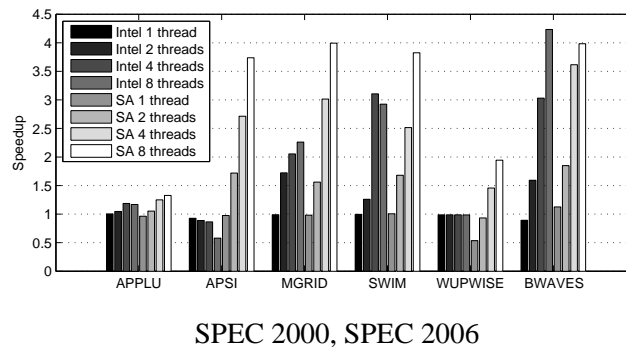 4.5
4
3.5
3
2.5
2
1.5
1
0.5
0
Speedup
Intel 1 thread
Intel 2 threads
Intel 4 threads
Intel 8 threads
SA 1 thread
SA 2 threads
SA 4 threads
SA 8 threads
APPLU APSI MGRID SWIM WUPWISE BWAVES
SPEC 2000, SPEC 2006